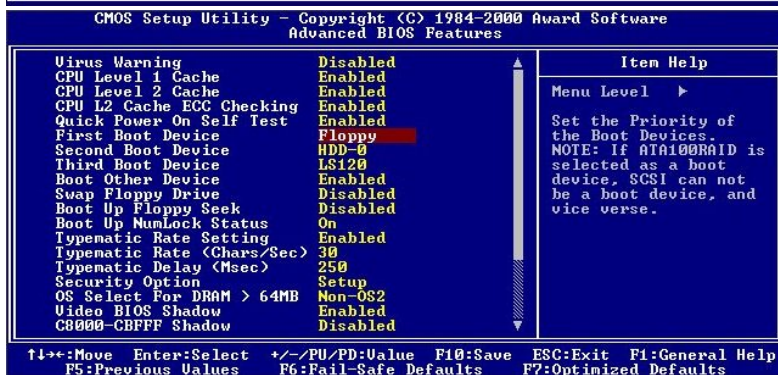 CMOS Setup Utility - Copyright (C) 1984-2000 Award Software
Advanced BIOS Features
Virus Warning Disabled
CPU Level 1 Cache Enabled
CPU Level 2 Cache Enabled
CPU L2 Cache ECC Checking Enabled
Quick Power On Self Test Enabled
First Boot Device Floppy
Second Boot Device HDD-0
Third Boot Device LS120
Boot Other Device Enabled
Swap Floppy Drive Disabled
Boot Up Floppy Seek Disabled
Boot Up NumLock Status On
Typematic Rate Setting Enabled
Typematic Rate (Chars/Sec) 30
Typematic Delay (Msec) 250
Security Option Setup
OS Select For DRAM > 64MB Non-OS2
Video BIOS Shadow Enabled
C8000-CBFFF Shadow Disabled
Item Help
Menu Level ▶
Set the Priority of
the Boot Devices.
NOTE: If ATA100RAID is
selected as a boot
device, SCSI can not
be a boot device, and
vice verse.
↑↓→←:Move Enter:Select +/-/PU/PD:Value F10:Save ESC:Exit F1:General Help
F5:Previous Values F6:Fail-Safe Defaults F7:Optimized Defaults